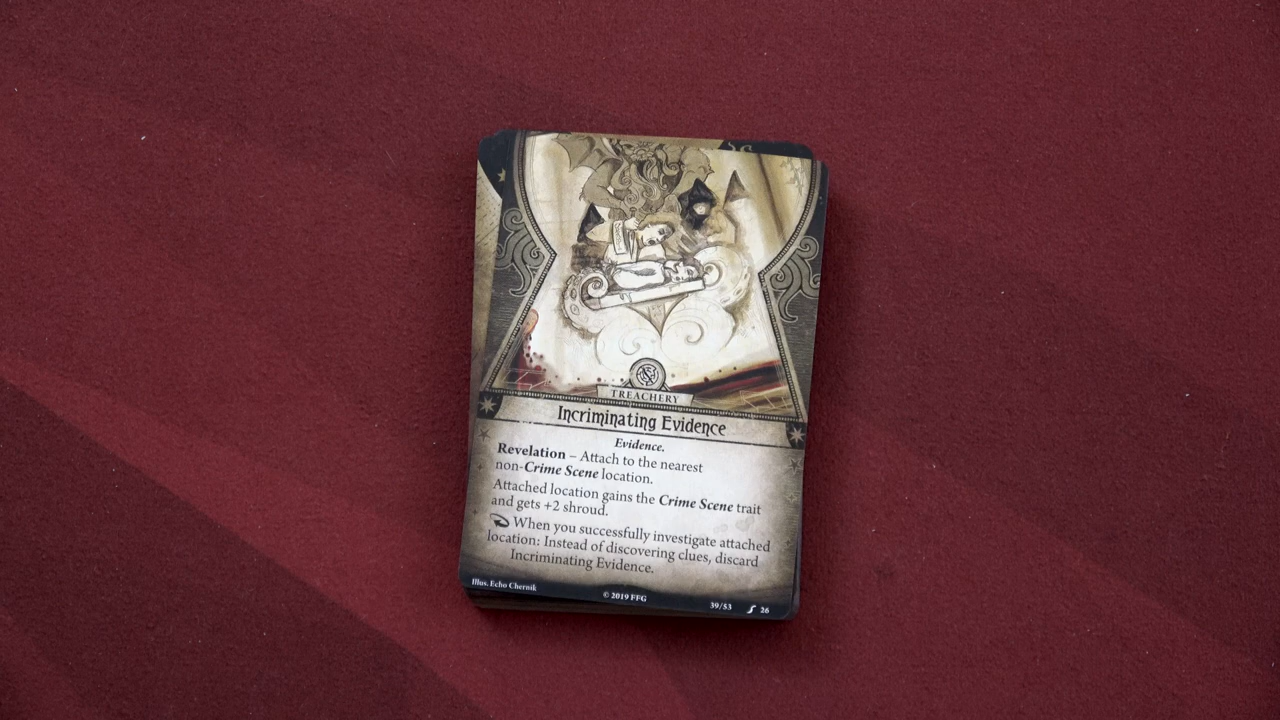 TREACHERY
Incriminating Evidence
Evidence.
Revelation – Attach to the nearest
non-Crime Scene location.
Attached location gains the Crime Scene trait
and gets +2 shroud.
When you successfully investigate attached
location: Instead of discovering clues, discard
Incriminating Evidence.
Illus. Echo Chernik
© 2019 FFG
39/53
26